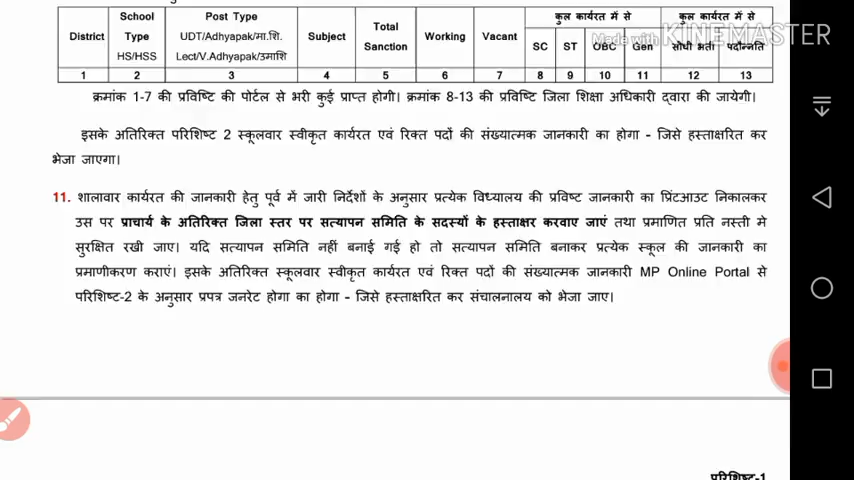 District School Type HS/HSS Post Type UDT/Adhyapak/मा.शि. Lect/V.Adhyapak/उमाशि Subject Total Sanction Working Vacant कुल कार्यरत में से SC ST OBC Gen कुल कार्यरत में से सीधी भर्ती पदोन्नति
1 2 3 4 5 6 7 8 9 10 11 12 13
Made with KINEMASTER
क्रमांक 1-7 की प्रविष्टि की पोर्टल से भरी कुई प्राप्त होगी। क्रमांक 8-13 की प्रविष्टि जिला शिक्षा अधिकारी द्वारा की जायेगी।
इसके अतिरिक्त परिशिष्ट 2 स्कूलवार स्वीकृत कार्यरत एवं रिक्त पदों की संख्यात्मक जानकारी का होगा - जिसे हस्ताक्षरित कर
भेजा जाएगा।
11. शालावार कार्यरत की जानकारी हेतु पूर्व में जारी निर्देशों के अनुसार प्रत्येक विध्यालय की प्रविष्ट जानकारी का प्रिंटआउट निकालकर
उस पर प्राचार्य के अतिरिक्त जिला स्तर पर सत्यापन समिति के सदस्यों के हस्ताक्षर करवाए जाएं तथा प्रमाणित प्रति नस्ती मे
सुरक्षित रखी जाए। यदि सत्यापन समिति नहीं बनाई गई हो तो सत्यापन समिति बनाकर प्रत्येक स्कूल की जानकारी का
प्रमाणीकरण कराएं। इसके अतिरिक्त स्कूलवार स्वीकृत कार्यरत एवं रिक्त पदों की संख्यात्मक जानकारी MP Online Portal से
परिशिष्ट-2 के अनुसार प्रपत्र जनरेट होगा का होगा - जिसे हस्ताक्षरित कर संचालनालय को भेजा जाए।
परिशिष्ट-1